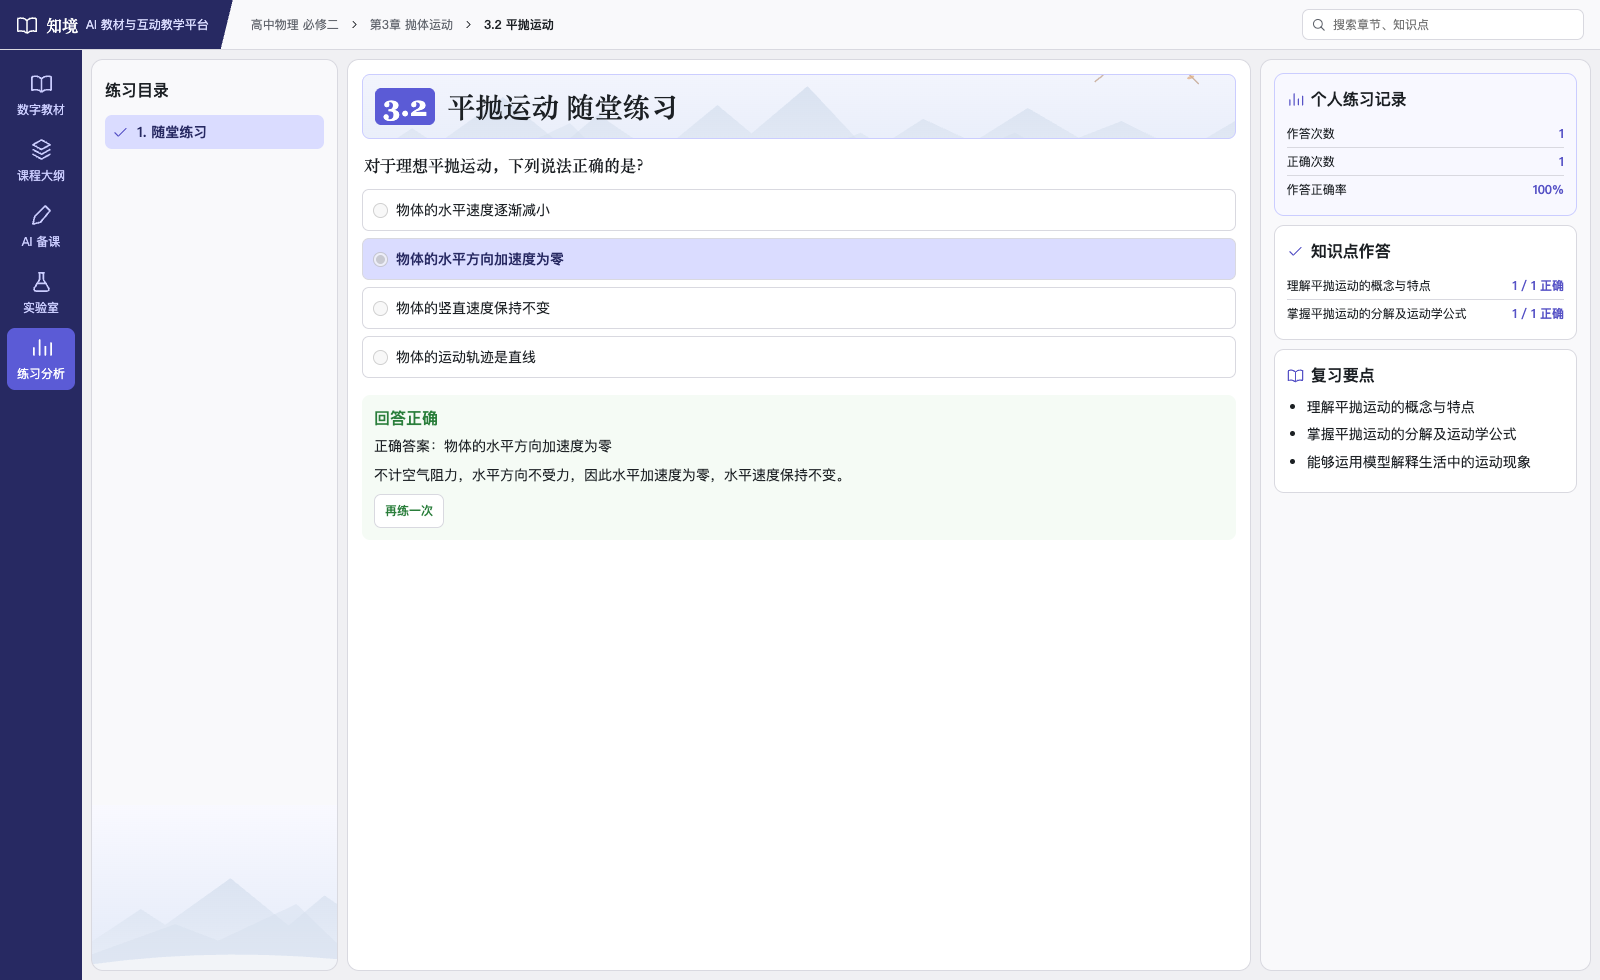 知境 AI 教材与互动教学平台
高中物理 必修二 > 第3章 抛体运动 > 3.2 平抛运动
搜索章节、知识点
数字教材
课程大纲
AI 备课
实验室
练习分析
练习目录
1. 随堂练习
3.2 平抛运动 随堂练习
对于理想平抛运动，下列说法正确的是？
物体的水平速度逐渐减小
物体的水平方向加速度为零
物体的竖直速度保持不变
物体的运动轨迹是直线
回答正确
正确答案：物体的水平方向加速度为零
不计空气阻力，水平方向不受力，因此水平加速度为零，水平速度保持不变。
再练一次
个人练习记录
作答次数 1
正确次数 1
作答正确率 100%
知识点作答
理解平抛运动的概念与特点 1 / 1 正确
掌握平抛运动的分解及运动学公式 1 / 1 正确
复习要点
• 理解平抛运动的概念与特点
• 掌握平抛运动的分解及运动学公式
• 能够运用模型解释生活中的运动现象